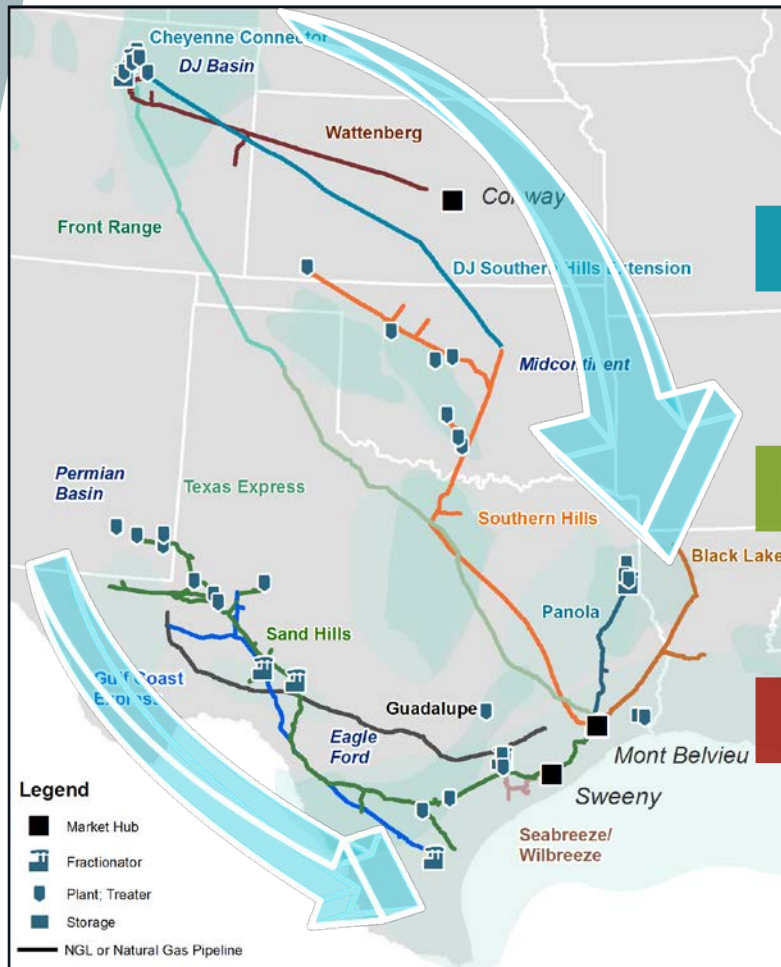 Cheyenne Connector
DJ Basin
Wattenberg
Conway
Front Range
DJ Southern Hills Extension
Midcontinent
Permian
Basin
Texas Express
Southern Hills
Black Lake
Panola
Sand Hills
Gulf Coast
Express
Guadalupe
Eagle
Ford
Mont Belvieu
Sweeny
Seabreeze/
Wilbreeze
Legend
Market Hub
Fractionator
Plant; Treater
Storage
NGL or Natural Gas Pipeline